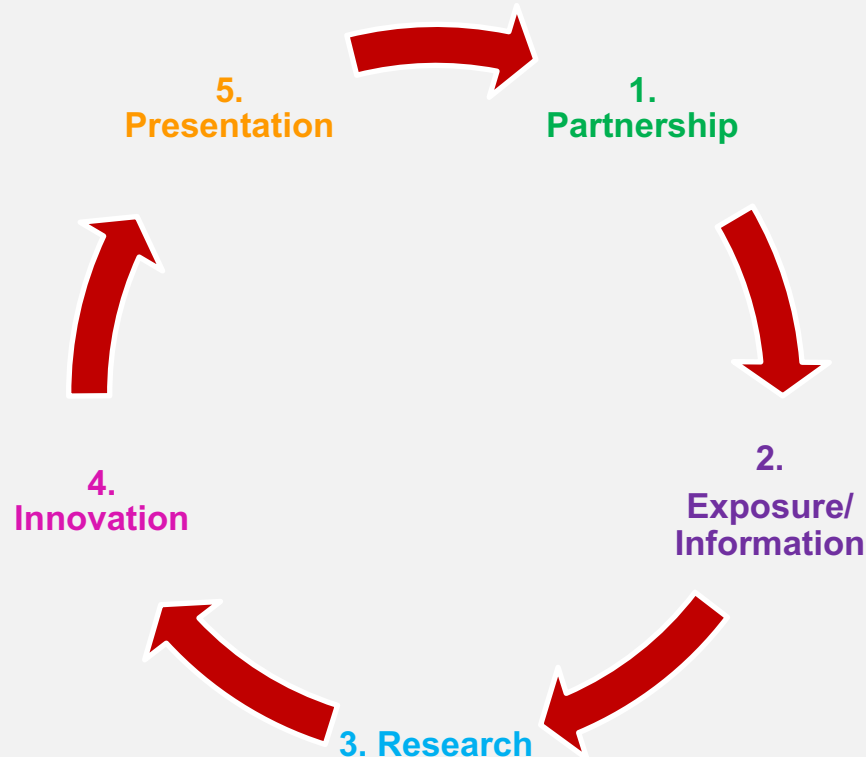 1.
Partnership
2.
Exposure/
Information
3. Research
4.
Innovation
5.
Presentation